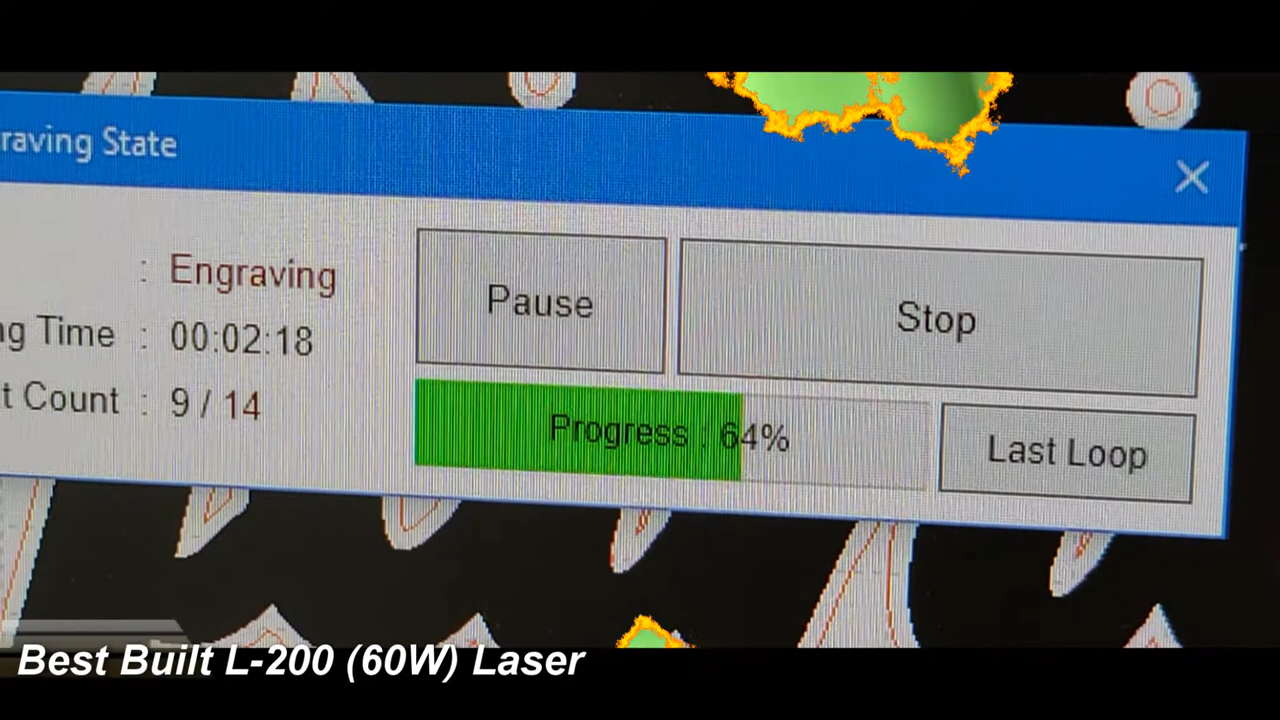 raving State
: Engraving
ng Time : 00:02:18
t Count : 9 / 14
Pause
Stop
Progress : 64%
Last Loop
Best Built L-200 (60W) Laser